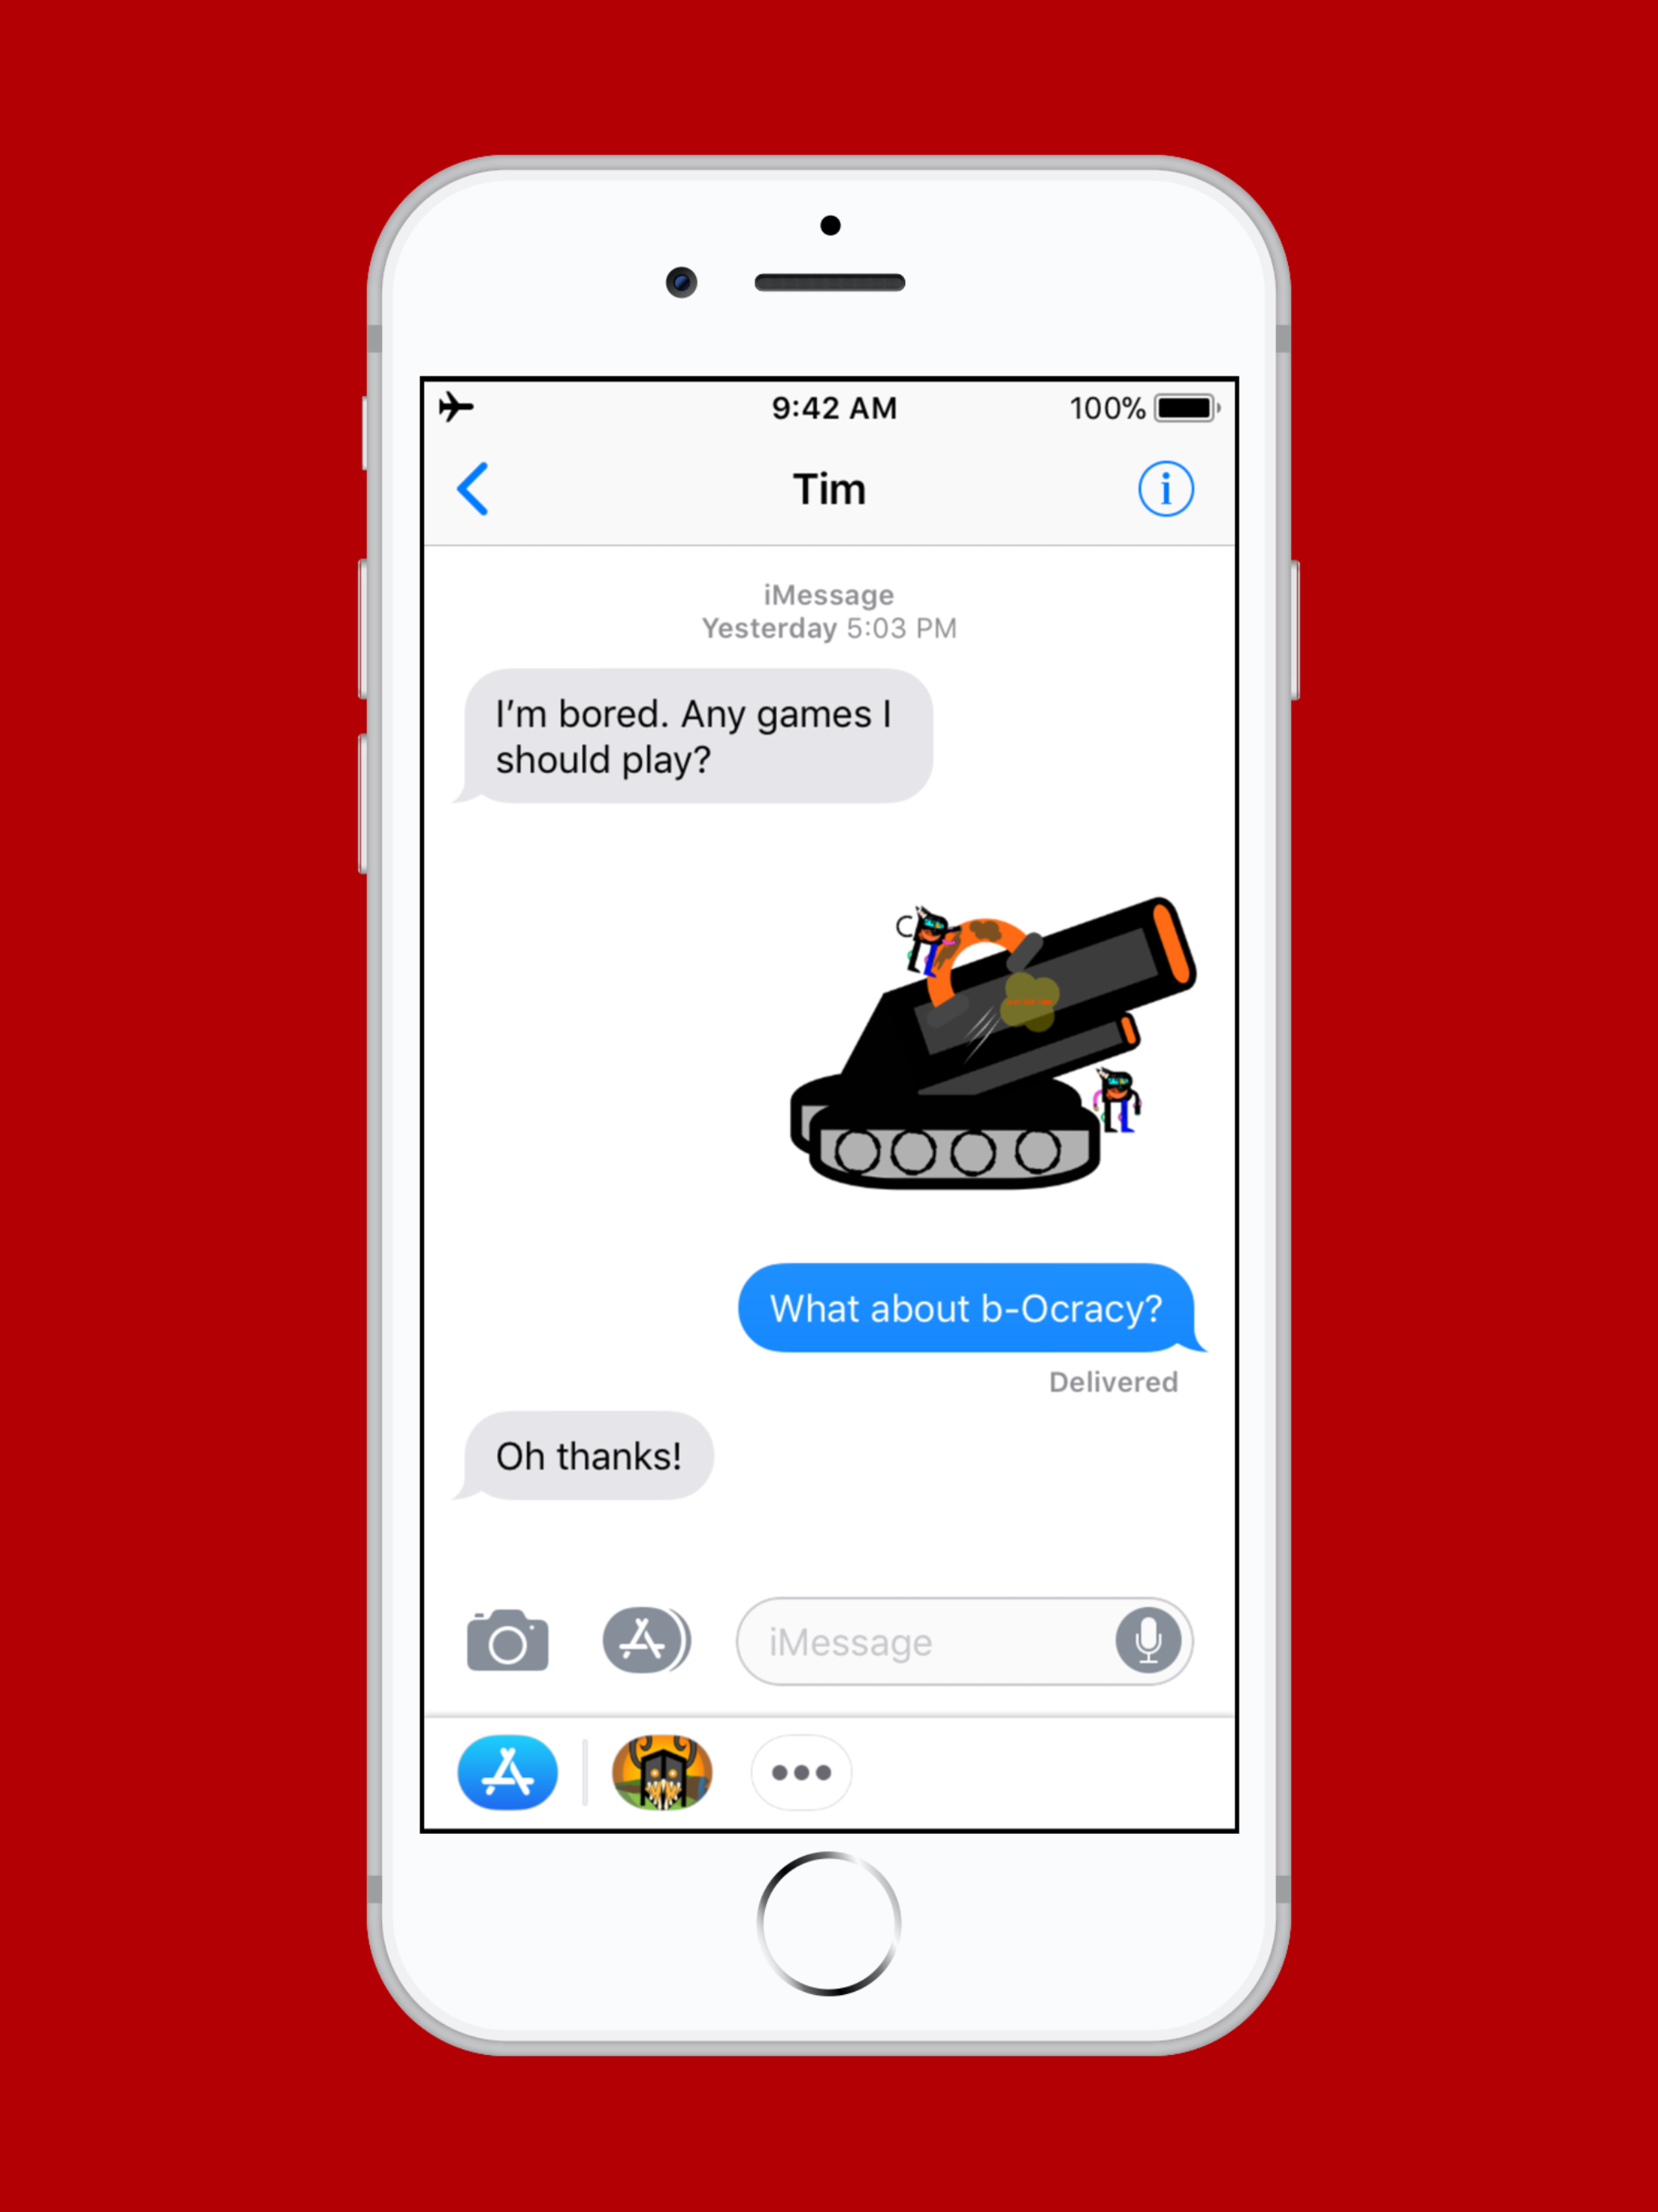 9:42 AM
100%
Tim
iMessage
Yesterday 5:03 PM
I’m bored. Any games I
should play?
What about b-Ocracy?
Delivered
Oh thanks!
iMessage